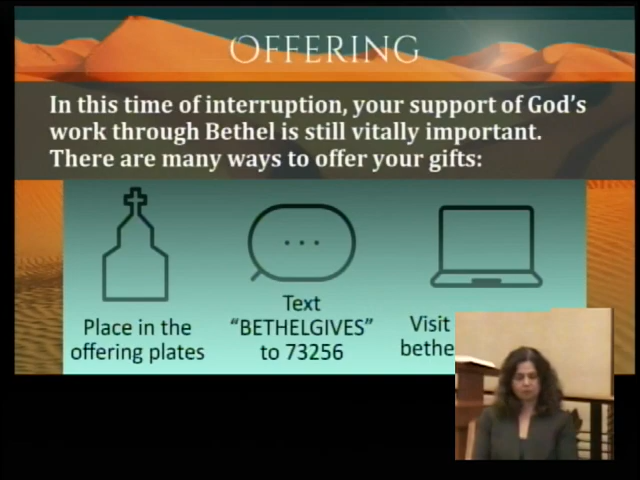 OFFERING
In this time of interruption, your support of God's
work through Bethel is still vitally important.
There are many ways to offer your gifts:
Place in the
offering plates
Text
“BETHELGIVES”
to 73256
Visit
bethe